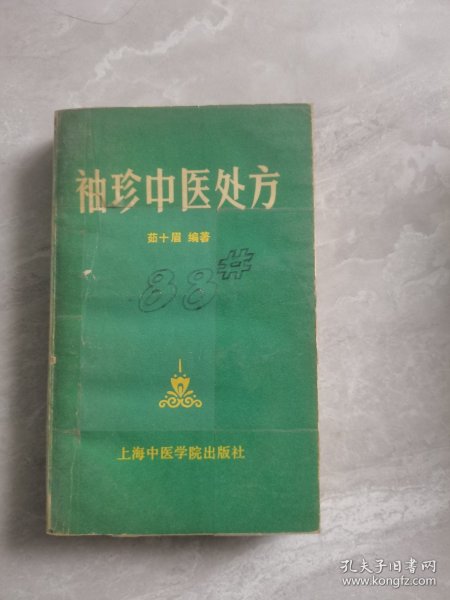 袖珍中医处方
茹十眉 编著
88#
上海中医学院出版社
孔夫子旧书网
www.kongfz.com